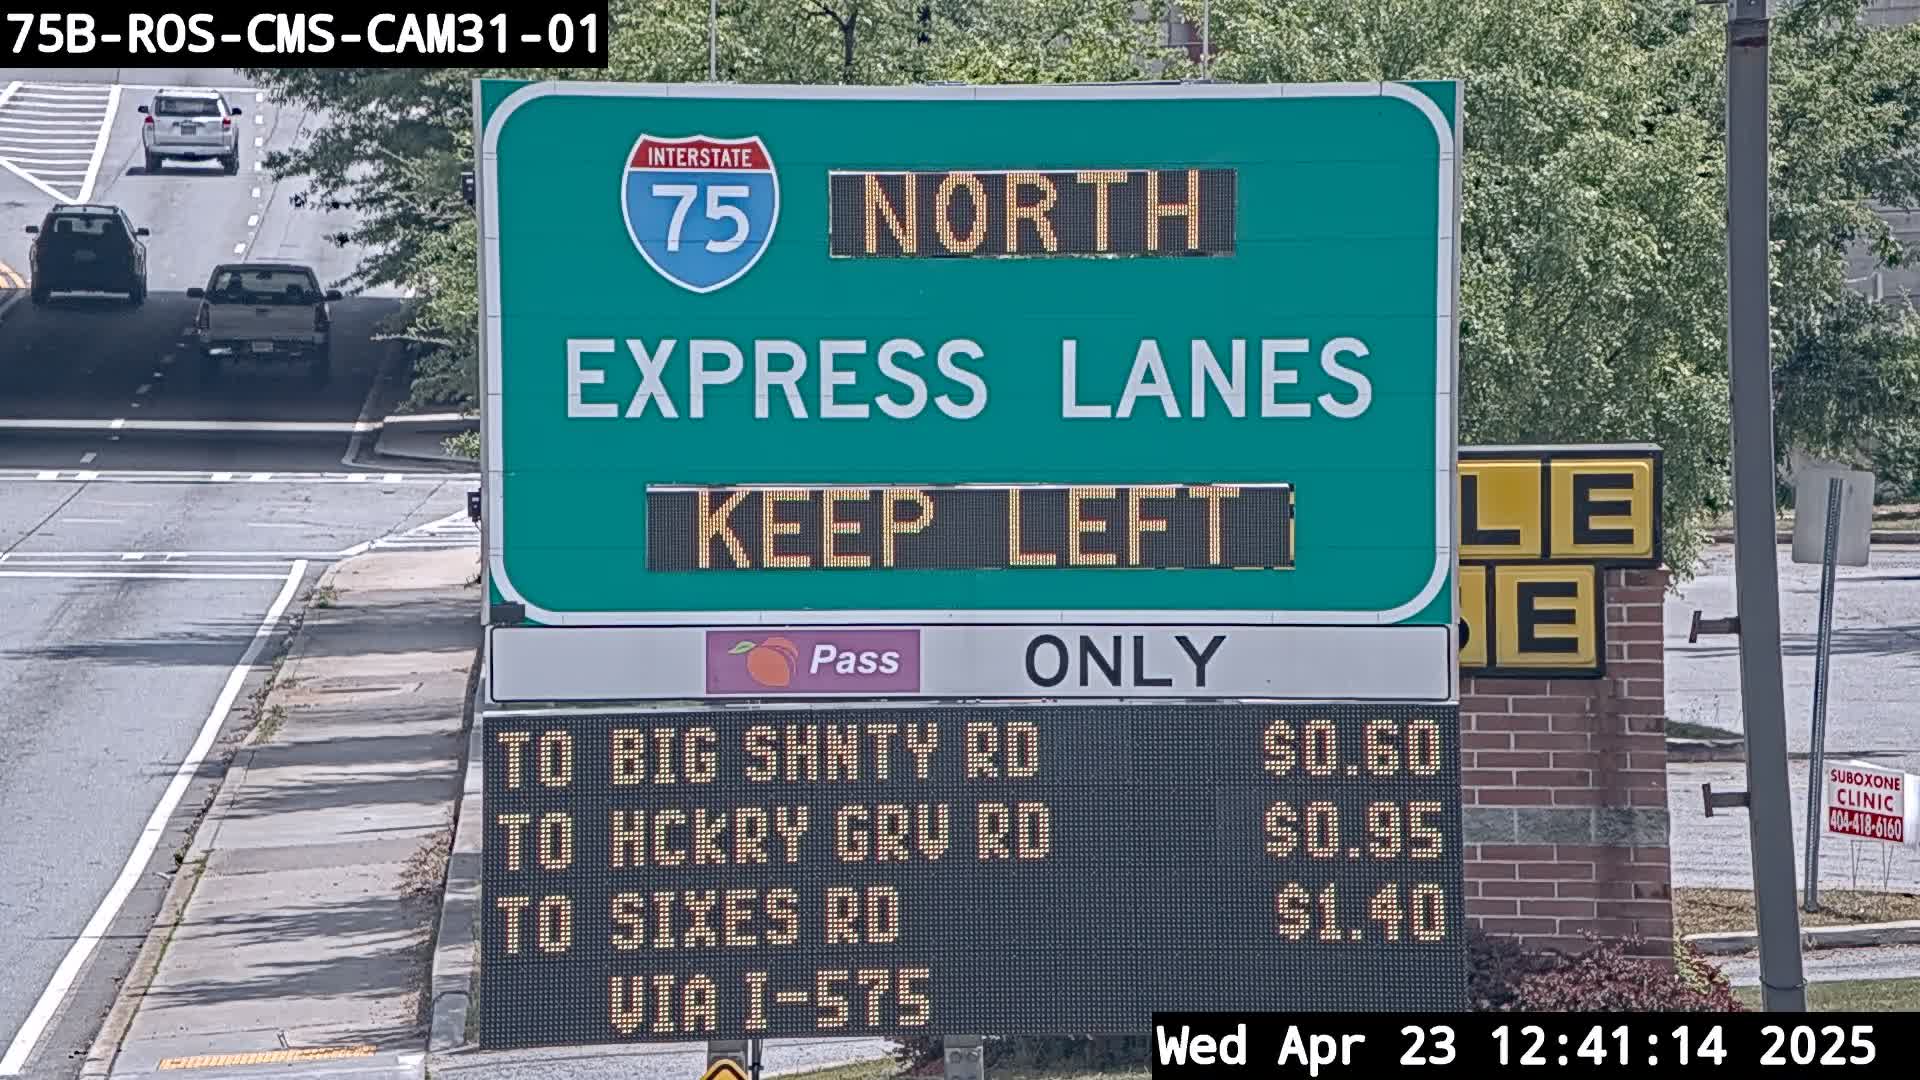 75B-ROS-CMS-CAM31-01
INTERSTATE
75
NORTH
EXPRESS LANES
KEEP LEFT
Pass ONLY
TO BIG SHNTY RD $0.60
TO HCKRY GRV RD $0.95
TO SIXES RD $1.40
VIA I-575
LE
E
SUBOXONE
CLINIC
404-418-6160
Wed Apr 23 12:41:14 2025